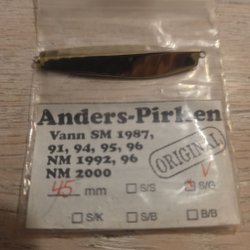 Anders-Pirken
Vann SM 1987,
91, 94, 95, 96
NM 1992, 96
NM 2000
ORIGINAL
45 mm S/S S/G
S/K S/B B/B